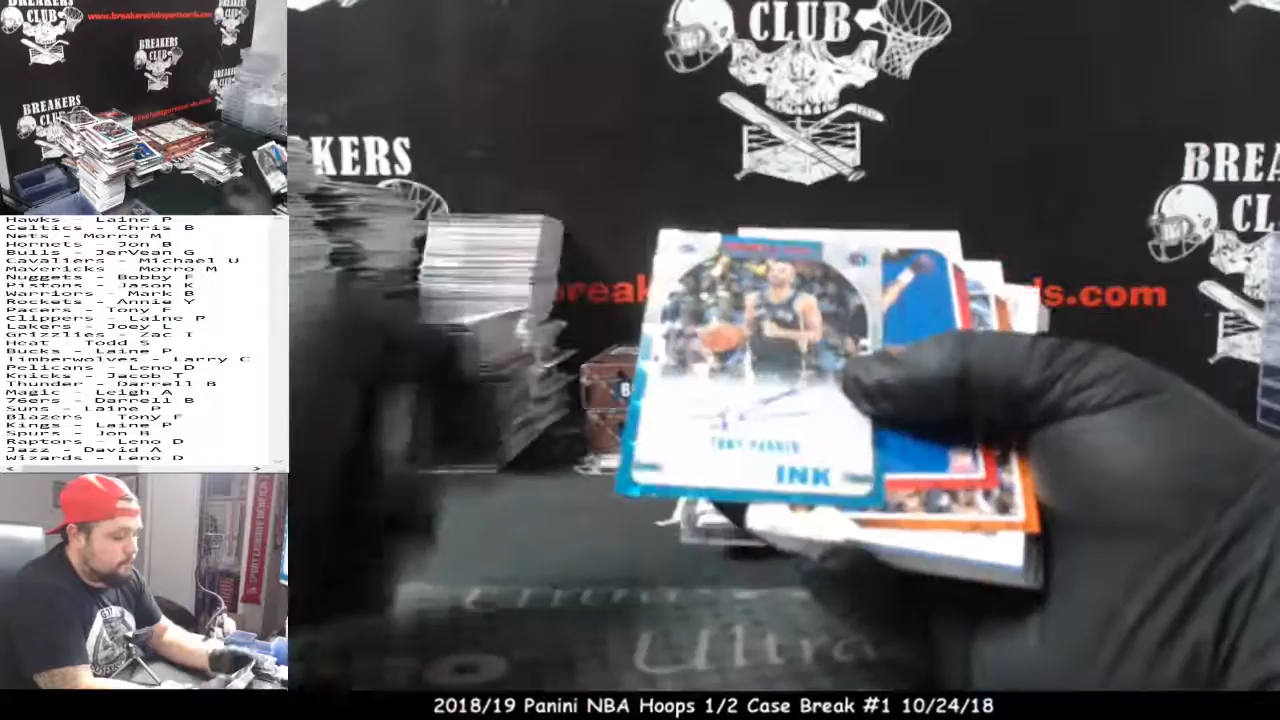 BREAKERS
CLUB
www.breakersclubsportscards.com
BREAKERS
CLUB
BREAKERS
CLUB
Hawks - Laine P
Celtics - Chris B
Nets - Morro M
Hornets - Jon B
Bulls - JerVean G
Cavaliers - Michael U
Mavericks - Morro M
Nuggets - Bobby F
Pistons - Jason K
Warriors - Mark B
Rockets - Annie Y
Pacers - Tony F
Clippers - Laine P
Lakers - Joey L
Grizzlies - Zac I
Heat - Todd S
Bucks - Laine P
Timberwolves - Larry C
Pelicans - Leno D
Knicks - Jacob T
Thunder - Darrell B
Magic - Leigh A
76ers - Darrell B
Suns - Laine P
Blazers - Tony F
Kings - Laine P
Spurs - Jon B
Raptors - Leno D
Jazz - David A
Wizards - Leno D
CLUB
KERS
BREA
CL
break
ds.com
TONY PARKER
INK
Ultra
2018/19 Panini NBA Hoops 1/2 Case Break #1 10/24/18